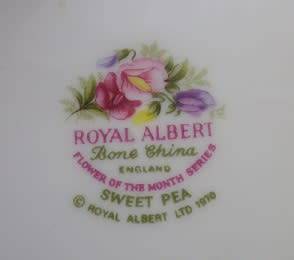 ROYAL ALBERT
Bone China
ENGLAND
FLOWER OF THE MONTH SERIES
SWEET PEA
© ROYAL ALBERT LTD 1970